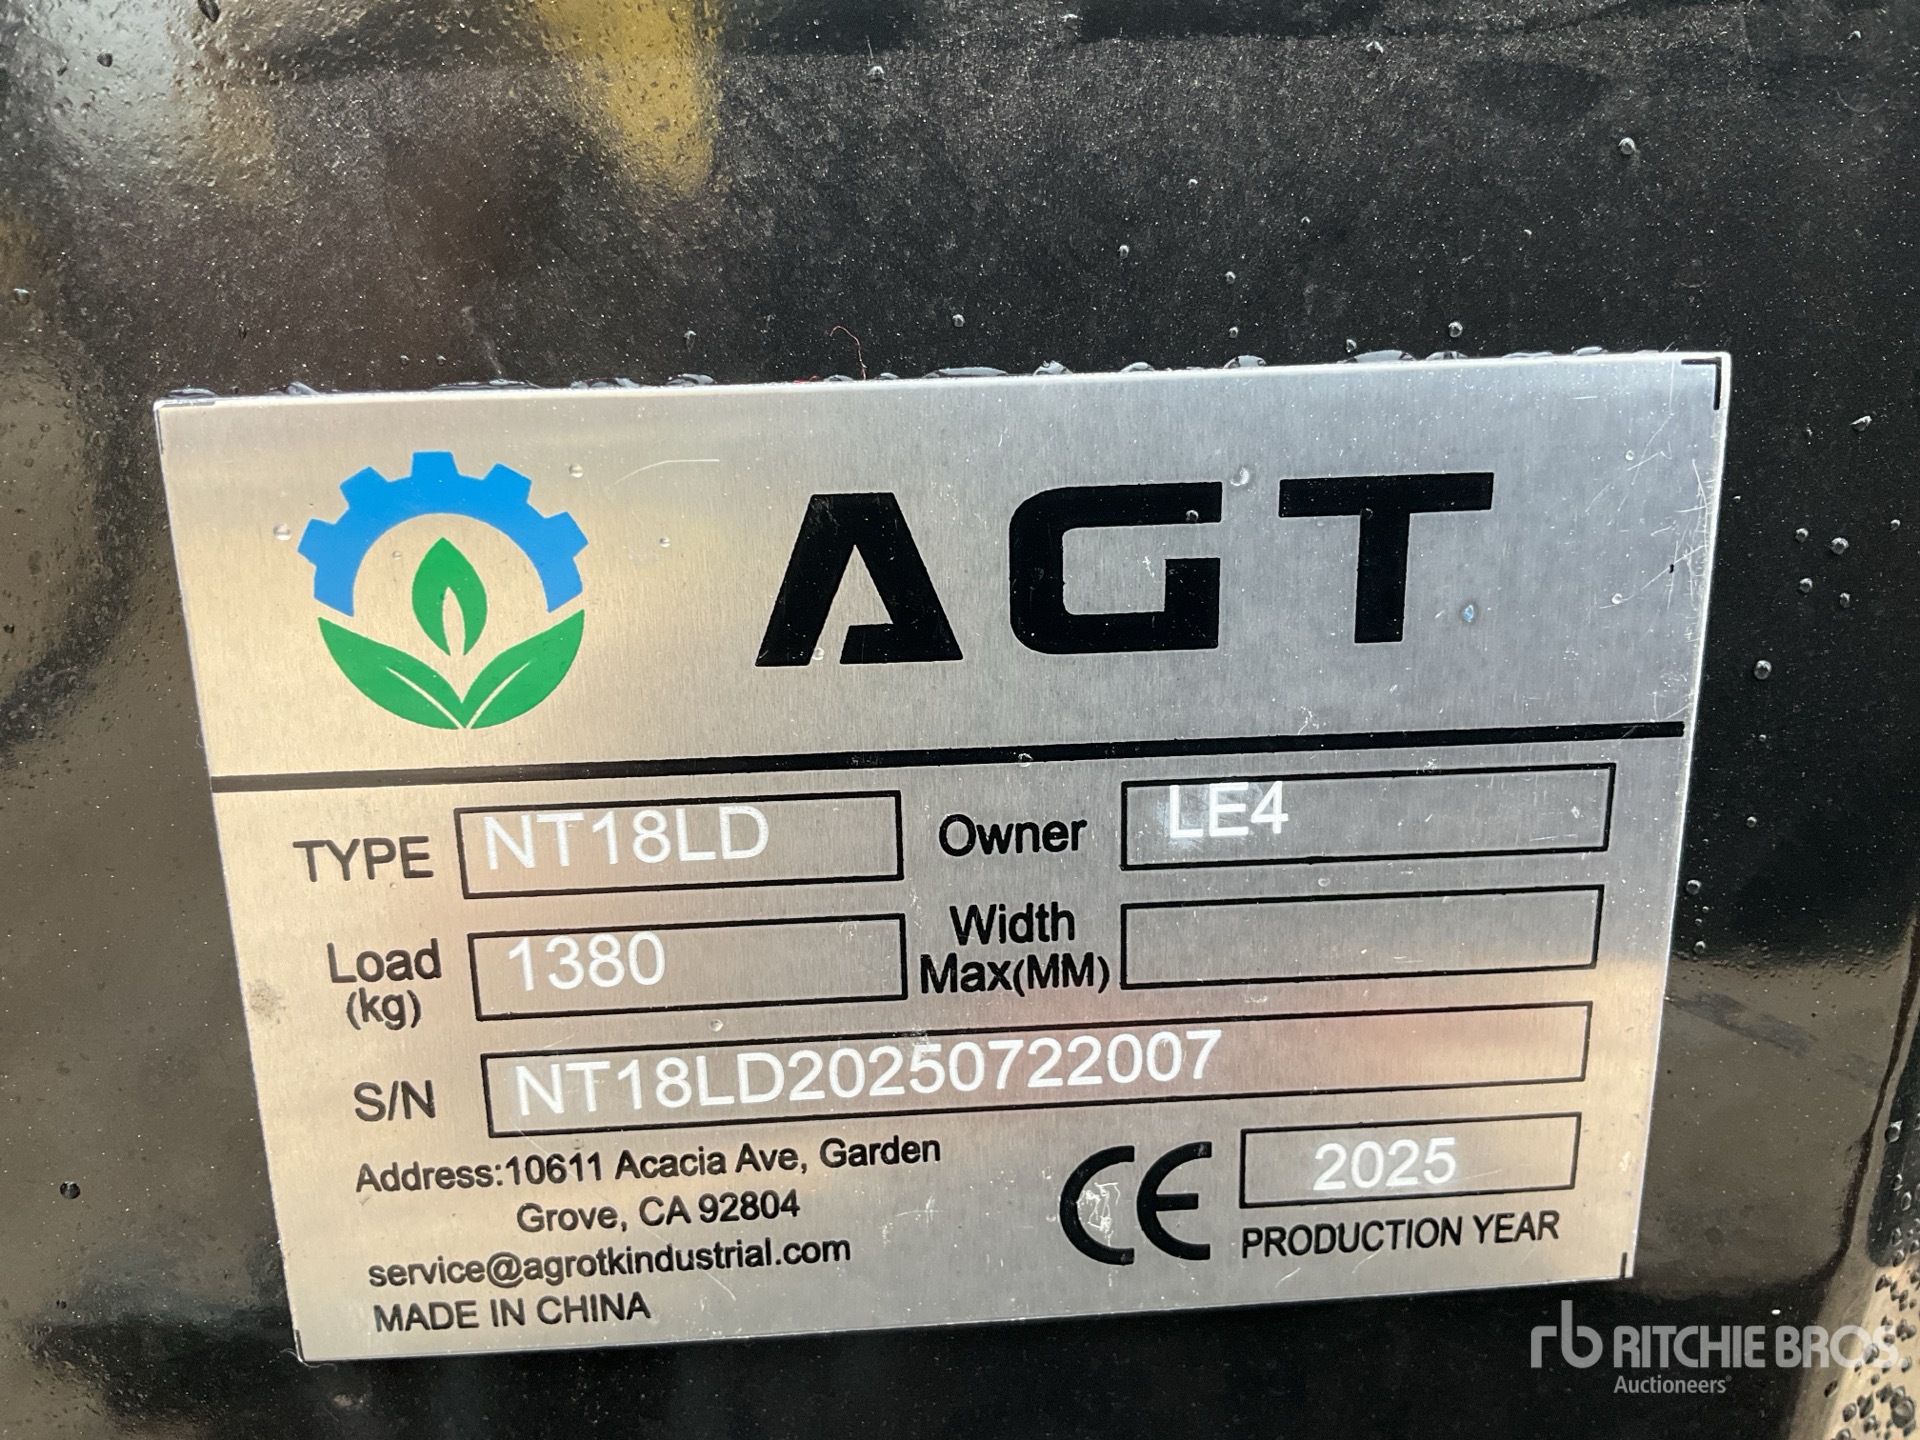 AGT
TYPE NT18LD Owner LE4
Load (kg) 1380 Width Max(MM)
S/N NT18LD20250722007
Address:10611 Acacia Ave, Garden
Grove, CA 92804
service@agrotkindustrial.com
MADE IN CHINA
CE 2025
PRODUCTION YEAR
rb RITCHIE BROS.
Auctioneers